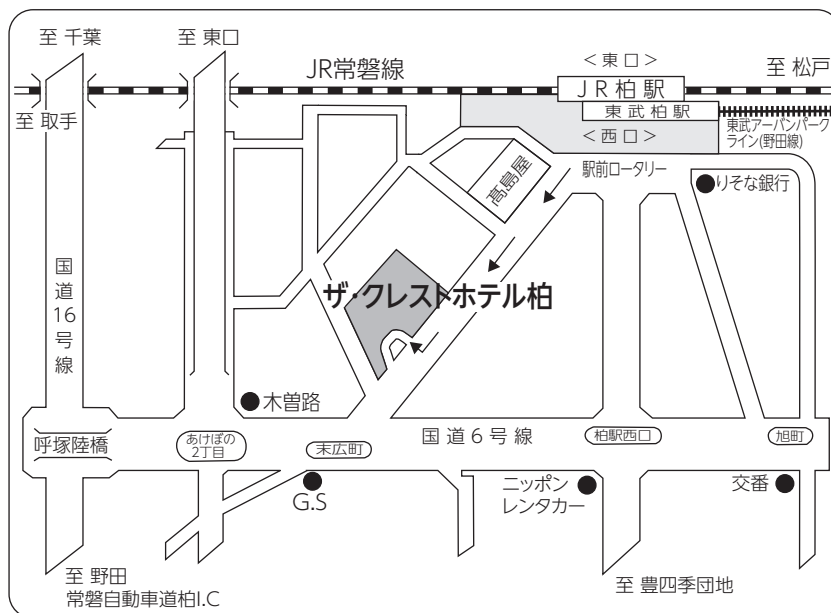 至 千葉
至 東口
JR常磐線
<東口>
至 松戸
JR柏駅
至 取手
東武柏駅
東武アーバンパーク
ライン(野田線)
<西口>
髙島屋
駅前ロータリー
りそな銀行
国道16号線
ザ・クレストホテル柏
木曽路
呼塚陸橋
あけぼの
2丁目
末広町
国道6号線
柏駅西口
旭町
G.S
ニッポン
レンタカー
交番
至 野田
常磐自動車道柏I.C
至 豊四季団地